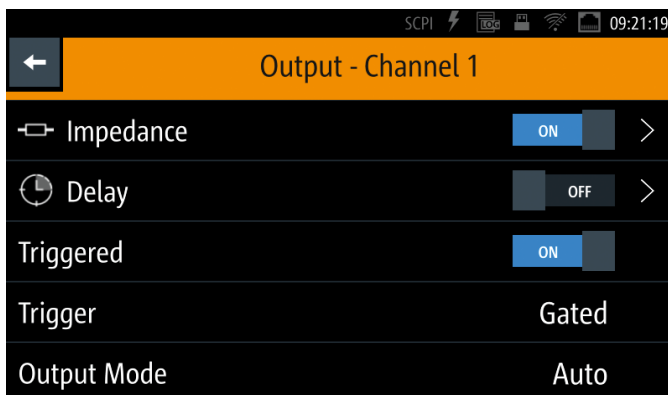 SCPI LOG 09:21:19
Output - Channel 1
Impedance ON
Delay OFF
Triggered ON
Trigger Gated
Output Mode Auto